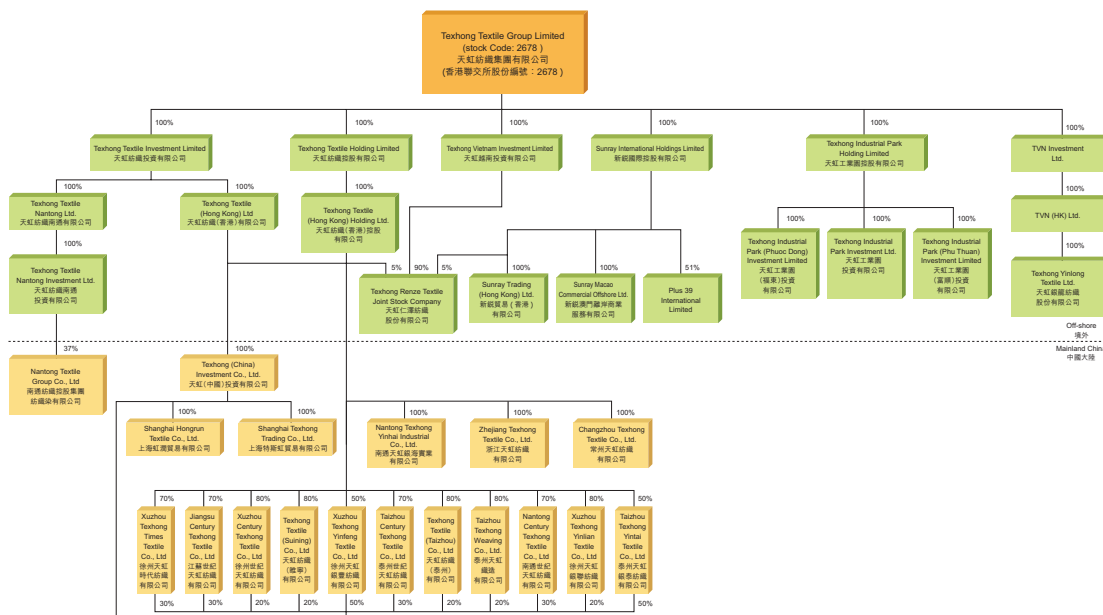 Texhong Textile Group Limited
(stock Code: 2678 )
天虹紡織集團有限公司
(香港聯交所股份編號：2678 )
100%
100%
100%
100%
100%
100%
Texhong Textile Investment Limited
天虹紡織投資有限公司
Texhong Textile Holding Limited
天虹紡織控股有限公司
Texhong Vietnam Investment Limited
天虹越南投資有限公司
Sunray International Holdings Limited
新銳國際控股有限公司
Texhong Industrial Park
Holding Limited
天虹工業園控股有限公司
TVN Investment
Ltd.
100%
100%
100%
100%
Texhong Textile
Nantong Ltd.
天虹紡織南通有限公司
Texhong Textile
(Hong Kong) Ltd
天虹紡織(香港)有限公司
Texhong Textile
(Hong Kong) Holding Ltd.
天虹紡織(香港)控股
有限公司
TVN (HK) Ltd.
100%
100%
100%
100%
100%
Texhong Textile
Nantong Investment Ltd.
天虹紡織南通
投資有限公司
Texhong Industrial
Park (Phuoc Dong)
Investment Limited
天虹工業園
(福東)投資
有限公司
Texhong Industrial
Park Investment Ltd.
天虹工業園
投資有限公司
Texhong Industrial
Park (Phu Thuan)
Investment Limited
天虹工業園
(富順)投資
有限公司
Texhong Yinlong
Textile Ltd.
天虹銀龍紡織
股份有限公司
5%
90%
5%
100%
100%
51%
Texhong Renze Textile
Joint Stock Company
天虹仁澤紡織
股份有限公司
Sunray Trading
(Hong Kong) Ltd.
新銳貿易(香港)
有限公司
Sunray Macao
Commercial Offshore Ltd.
新銳澳門離岸商業
服務有限公司
Plus 39
International
Limited
Off-shore
境外
Mainland China
中國大陸
37%
100%
Nantong Textile
Group Co., Ltd
南通紡織控股集團
紡織染有限公司
Texhong (China)
Investment Co., Ltd.
天虹(中國)投資有限公司
100%
100%
100%
100%
100%
Shanghai Hongrun
Textile Co., Ltd.
上海虹潤貿易有限公司
Shanghai Texhong
Trading Co., Ltd.
上海特斯虹貿易有限公司
Nantong Texhong
Yinhai Industrial
Co., Ltd.
南通天虹銀海實業
有限公司
Zhejiang Texhong
Textile Co., Ltd.
浙江天虹紡織
有限公司
Changzhou Texhong
Textile Co., Ltd.
常州天虹紡織
有限公司
70%
70%
80%
80%
50%
70%
80%
80%
70%
80%
50%
Xuzhou
Texhong
Times
Textile
Co., Ltd
徐州天虹
時代紡織
有限公司
Jiangsu
Century
Texhong
Textile
Co., Ltd
江蘇世紀
天虹紡織
有限公司
Xuzhou
Century
Texhong
Textile
Co., Ltd
徐州世紀
天虹紡織
有限公司
Texhong
Textile
(Suining)
Co., Ltd
天虹紡織
(睢寧)
有限公司
Xuzhou
Texhong
Yinfeng
Textile
Co., Ltd
徐州天虹
銀豐紡織
有限公司
Taizhou
Century
Texhong
Textile
Co., Ltd
泰州世紀
天虹紡織
有限公司
Texhong
Textile
(Taizhou)
Co., Ltd
天虹紡織
(泰州)
有限公司
Taizhou
Texhong
Weaving
Co., Ltd.
泰州天虹
織造
有限公司
Nantong
Century
Texhong
Textile
Co., Ltd
南通世紀
天虹紡織
有限公司
Xuzhou
Texhong
Yinlian
Textile
Co., Ltd
徐州天虹
銀聯紡織
有限公司
Taizhou
Texhong
Yintai
Textile
Co., Ltd
泰州天虹
銀泰紡織
有限公司
30%
30%
20%
20%
50%
30%
20%
20%
30%
20%
50%